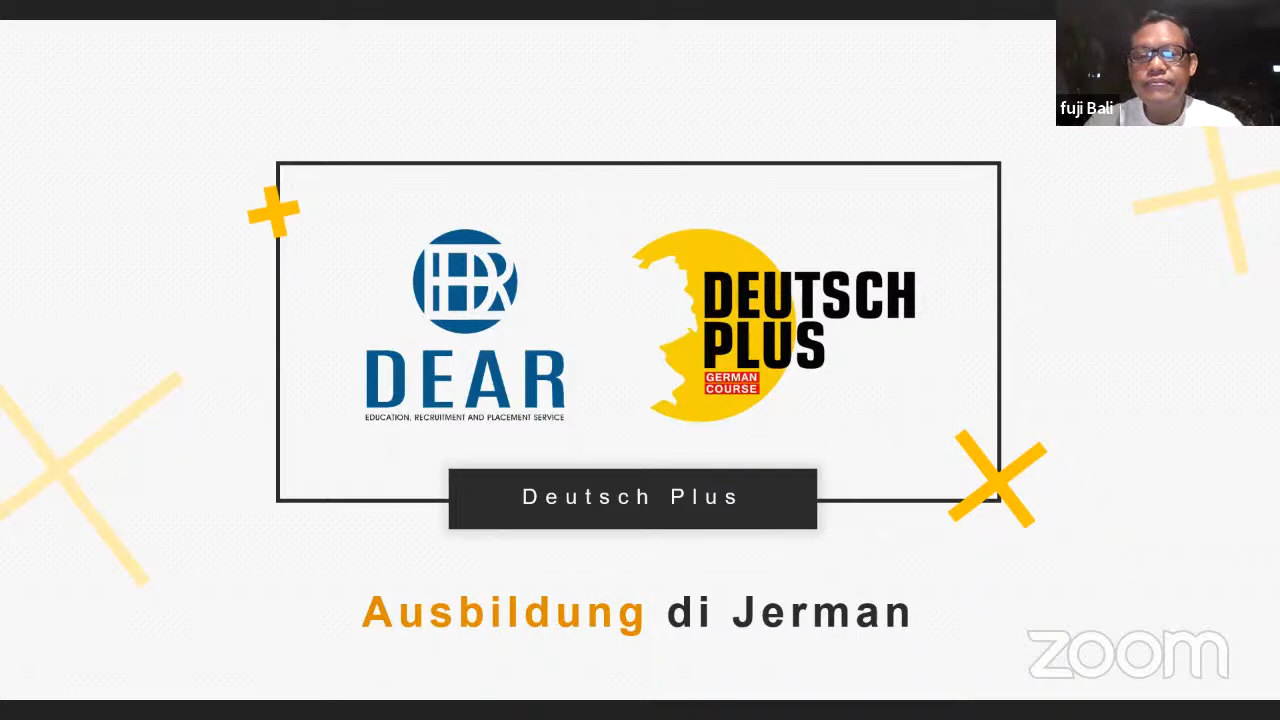 fuji Bali
DEAR
EDUCATION, RECRUITMENT AND PLACEMENT SERVICE
DEUTSCH
PLUS
GERMAN
COURSE
Deutsch Plus
Ausbildung di Jerman
zoom